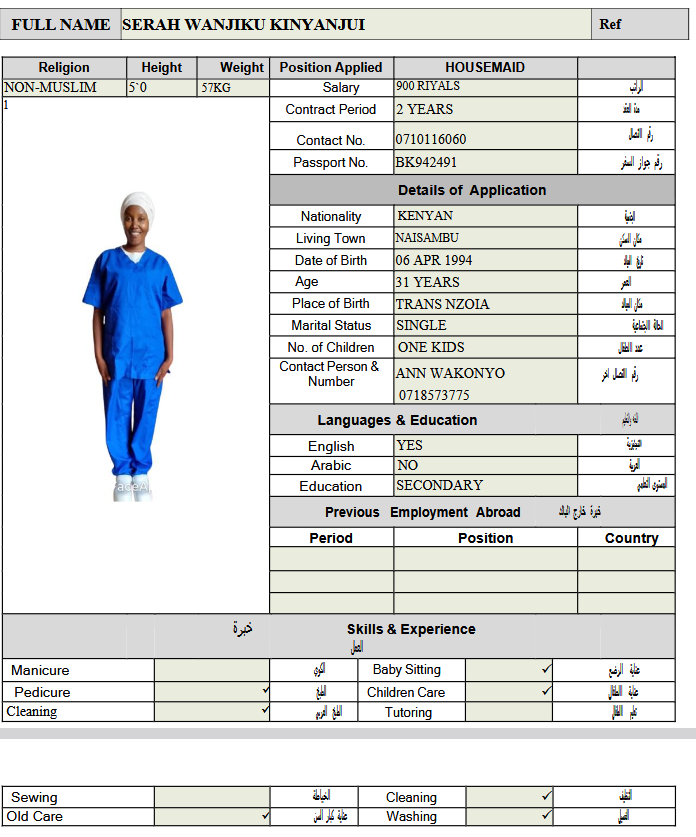 FULL NAME SERAH WANJIKU KINYANJUI Ref
Religion Height Weight Position Applied HOUSEMAID
NON-MUSLIM 5`0 57KG Salary 900 RIYALS الراتب
1 Contract Period 2 YEARS مدة العقد
Contact No. 0710116060 رقم الاتصال
Passport No. BK942491 رقم جواز السفر
Details of Application
Nationality KENYAN الجنسية
Living Town NAISAMBU مكان السكن
Date of Birth 06 APR 1994 تاريخ الميلاد
Age 31 YEARS العمر
Place of Birth TRANS NZOIA مكان الميلاد
Marital Status SINGLE الحالة الاجتماعية
No. of Children ONE KIDS عدد الاطفال
Contact Person & Number ANN WAKONYO رقم الاتصال اخر
0718573775
Languages & Education
English YES
Arabic NO العربية
Education SECONDARY المستوى التعليمي
Previous Employment Abroad خبرة خارج البلاد
Period Position Country
خبرة Skills & Experience
العمل
Manicure Baby Sitting ✓ عناية الرضع
Pedicure ✓ الطبخ Children Care ✓ عناية الاطفال
Cleaning ✓ الطبخ العربي Tutoring تعليم الاطفال
Sewing الخياطة Cleaning ✓ التنظيف
Old Care ✓ عناية كبار السن Washing ✓ الغسيل